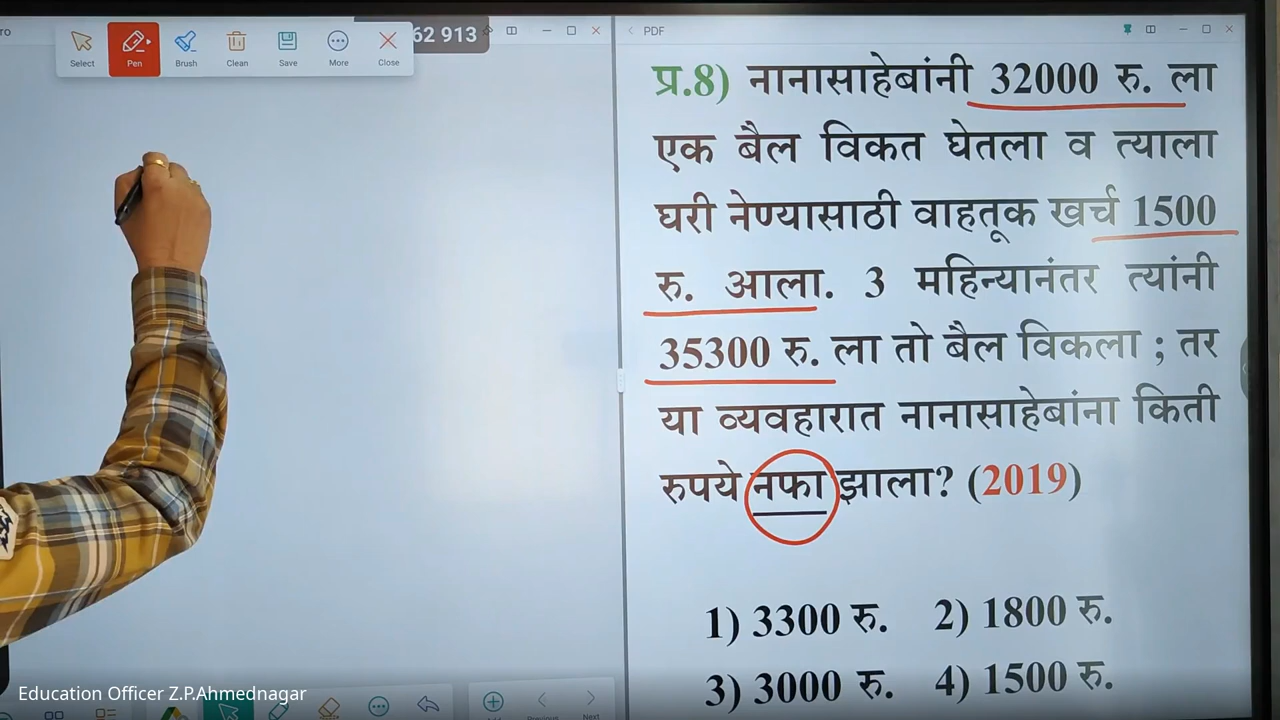 ro
Select
Pen
Brush
Clean
Save
More
Close
62 913
PDF
प्र.8) नानासाहेबांनी 32000 रु. ला
एक बैल विकत घेतला व त्याला
घरी नेण्यासाठी वाहतूक खर्च 1500
रु. आला. 3 महिन्यानंतर त्यांनी
35300 रु. ला तो बैल विकला ; तर
या व्यवहारात नानासाहेबांना किती
रुपये नफा झाला? (2019)
1) 3300 रु. 2) 1800 रु.
3) 3000 रु. 4) 1500 रु.
Education Officer Z.P.Ahmednagar
Next